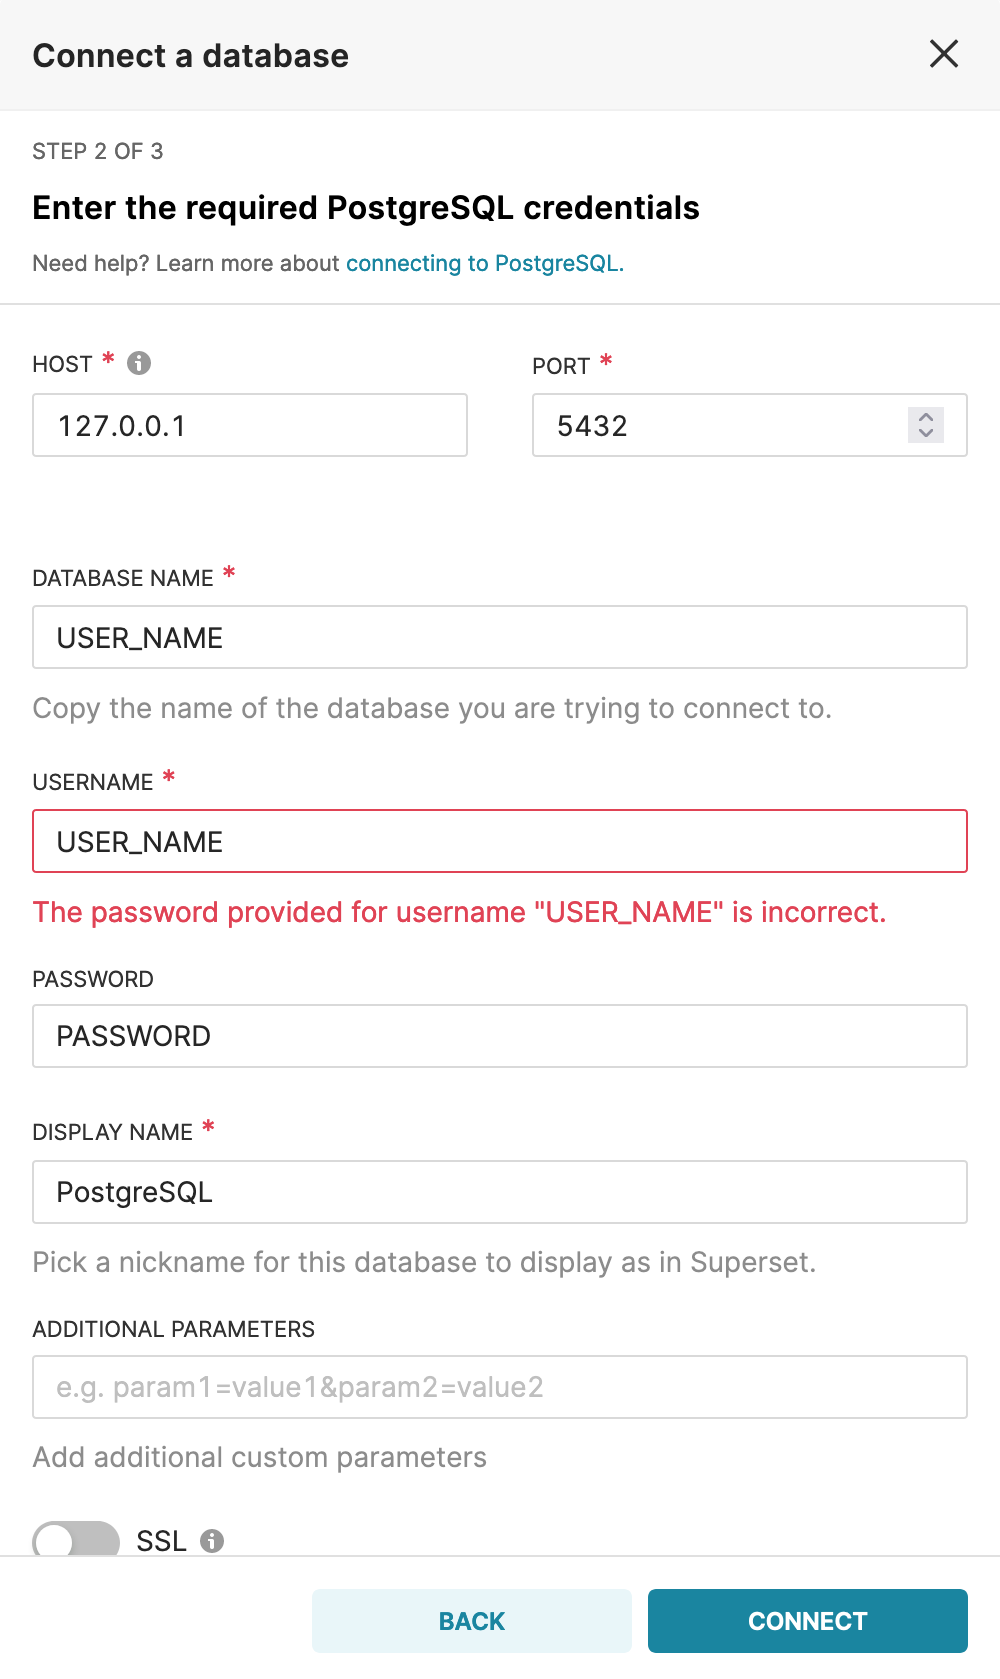 Connect a database
STEP 2 OF 3
Enter the required PostgreSQL credentials
Need help? Learn more about connecting to PostgreSQL.
HOST *
PORT *
127.0.0.1
5432
DATABASE NAME *
USER_NAME
Copy the name of the database you are trying to connect to.
USERNAME *
USER_NAME
The password provided for username "USER_NAME" is incorrect.
PASSWORD
PASSWORD
DISPLAY NAME *
PostgreSQL
Pick a nickname for this database to display as in Superset.
ADDITIONAL PARAMETERS
e.g. param1=value1&param2=value2
Add additional custom parameters
SSL
BACK
CONNECT